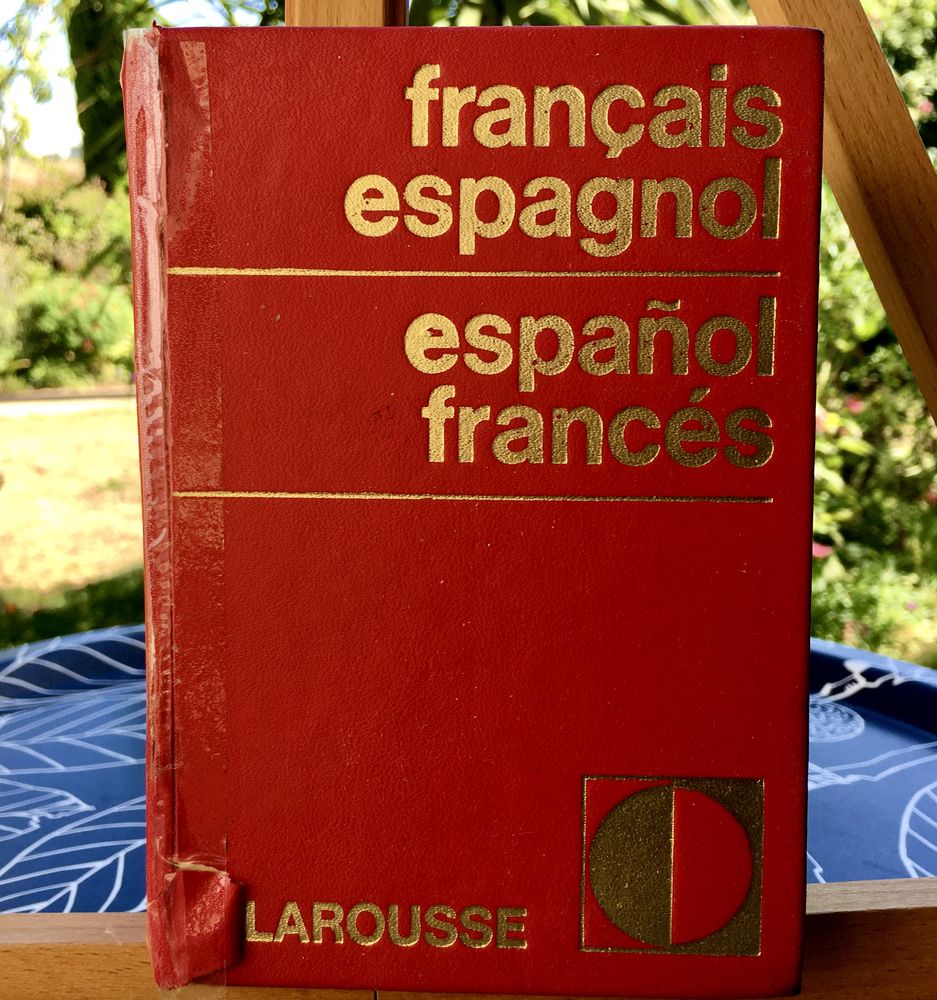 français
espagnol
español
francés
LAROUSSE